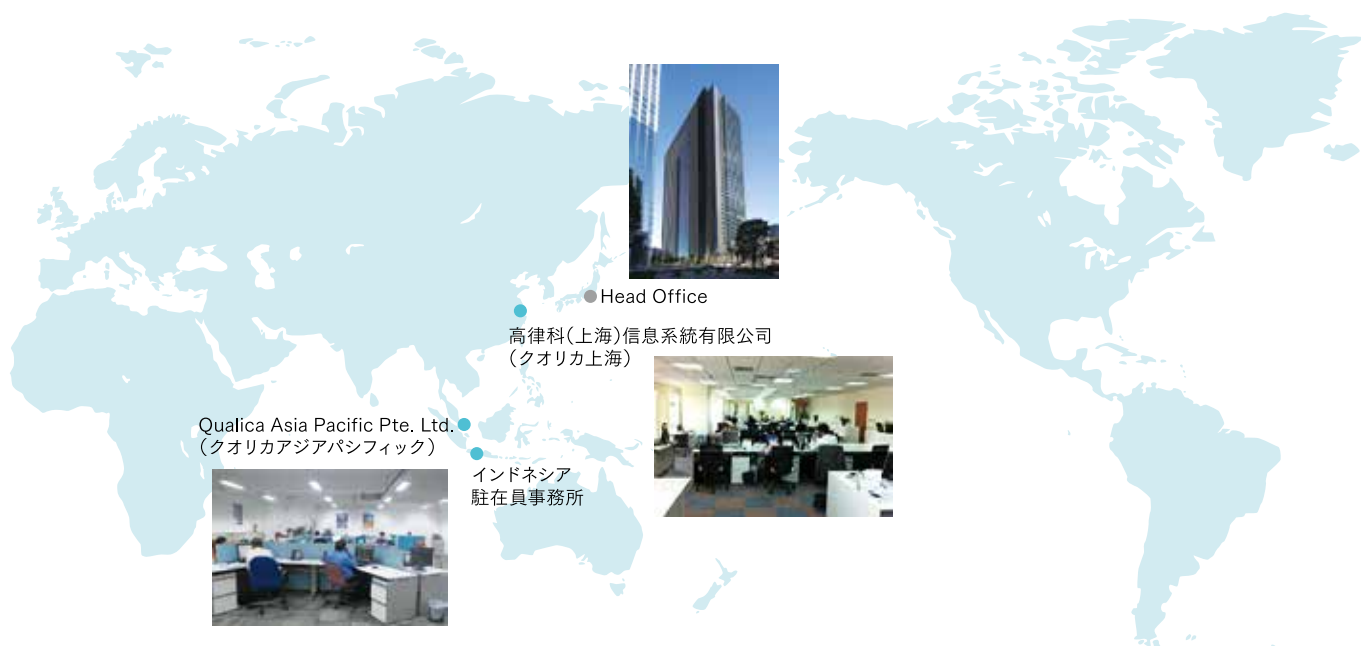 Head Office
高律科（上海）信息系統有限公司
（クオリカ上海）
Qualica Asia Pacific Pte. Ltd.
（クオリカアジアパシフィック）
インドネシア
駐在員事務所